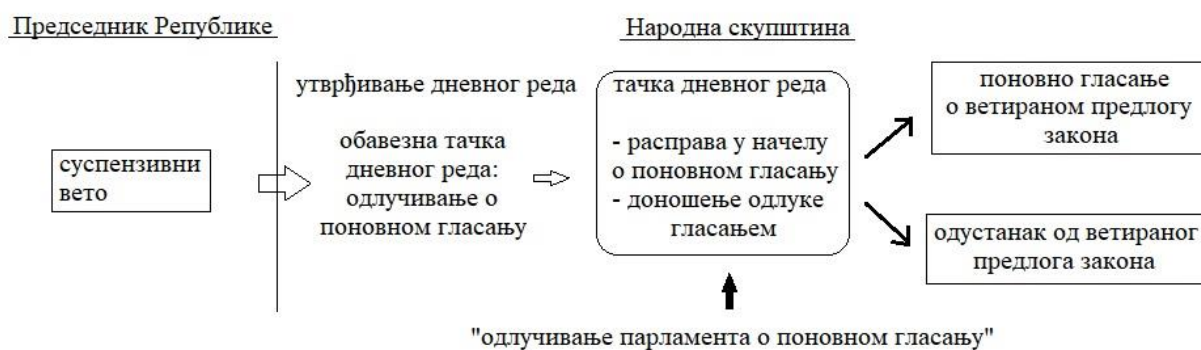 Председник Републике
Народна скупштина
суспензивни
вето
утврђивање дневног реда
обавезна тачка
дневног реда:
одлучивање о
поновном гласању
тачка дневног реда
- расправа у начелу
о поновном гласању
- доношење одлуке
гласањем
поновно гласање
о ветираном предлогу
закона
одустанак од ветираног
предлога закона
"одлучивање парламента о поновном гласању"